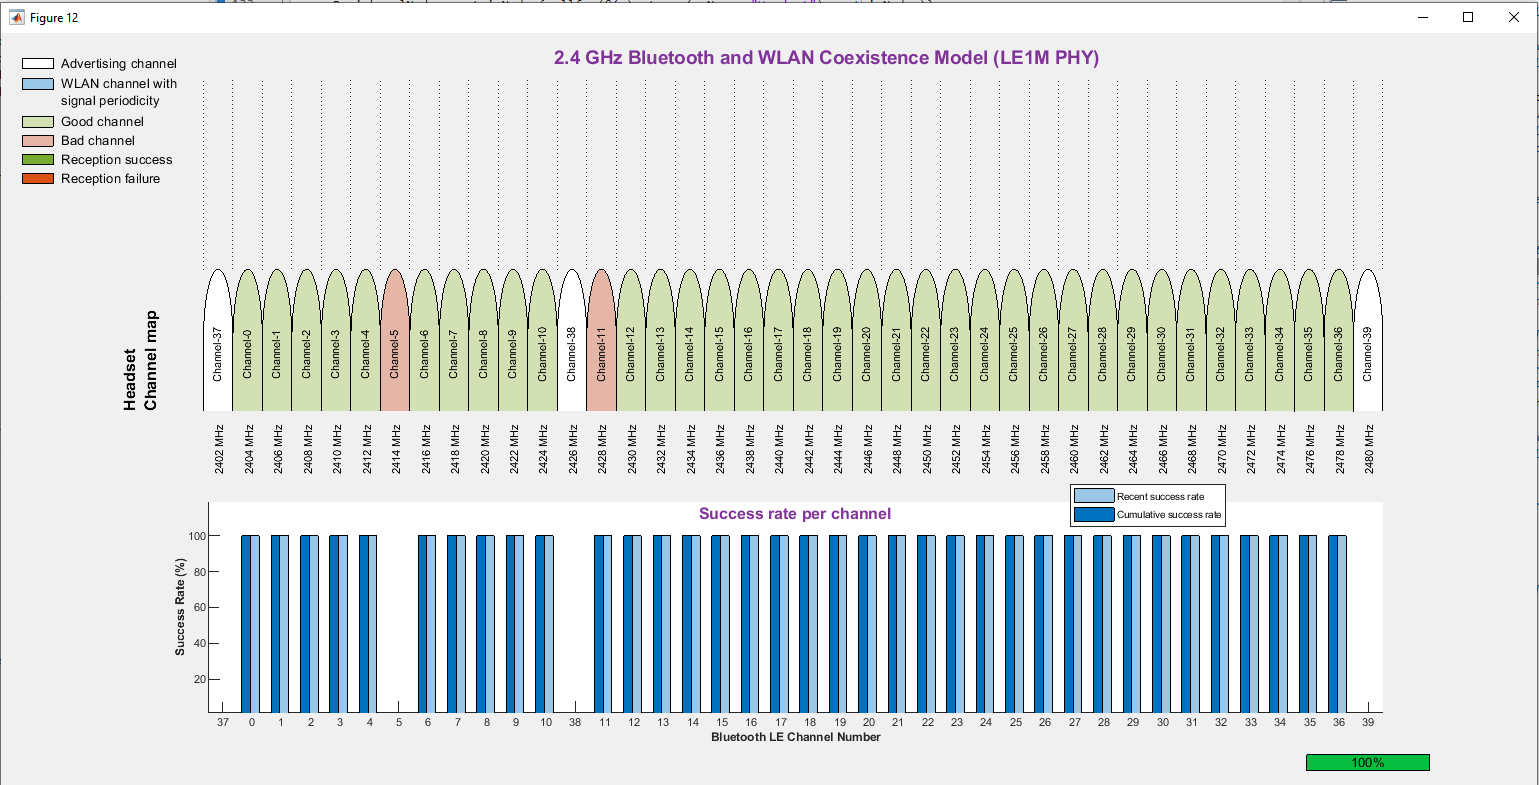 Figure 12
2.4 GHz Bluetooth and WLAN Coexistence Model (LE1M PHY)
Advertising channel
WLAN channel with
signal periodicity
Good channel
Bad channel
Reception success
Reception failure
Headset
Channel map
Channel-37
Channel-0
Channel-1
Channel-2
Channel-3
Channel-4
Channel-5
Channel-6
Channel-7
Channel-8
Channel-9
Channel-10
Channel-38
Channel-11
Channel-12
Channel-13
Channel-14
Channel-15
Channel-16
Channel-17
Channel-18
Channel-19
Channel-20
Channel-21
Channel-22
Channel-23
Channel-24
Channel-25
Channel-26
Channel-27
Channel-28
Channel-29
Channel-30
Channel-31
Channel-32
Channel-33
Channel-34
Channel-35
Channel-36
Channel-39
2402 MHz
2404 MHz
2406 MHz
2408 MHz
2410 MHz
2412 MHz
2414 MHz
2416 MHz
2418 MHz
2420 MHz
2422 MHz
2424 MHz
2426 MHz
2428 MHz
2430 MHz
2432 MHz
2434 MHz
2436 MHz
2438 MHz
2440 MHz
2442 MHz
2444 MHz
2446 MHz
2448 MHz
2450 MHz
2452 MHz
2454 MHz
2456 MHz
2458 MHz
2460 MHz
2462 MHz
2464 MHz
2466 MHz
2468 MHz
2470 MHz
2472 MHz
2474 MHz
2476 MHz
2478 MHz
2480 MHz
Success rate per channel
Recent success rate
Cumulative success rate
Success Rate (%)
100
80
60
40
20
37 0 1 2 3 4 5 6 7 8 9 10 38 11 12 13 14 15 16 17 18 19 20 21 22 23 24 25 26 27 28 29 30 31 32 33 34 35 36 39
Bluetooth LE Channel Number
100%